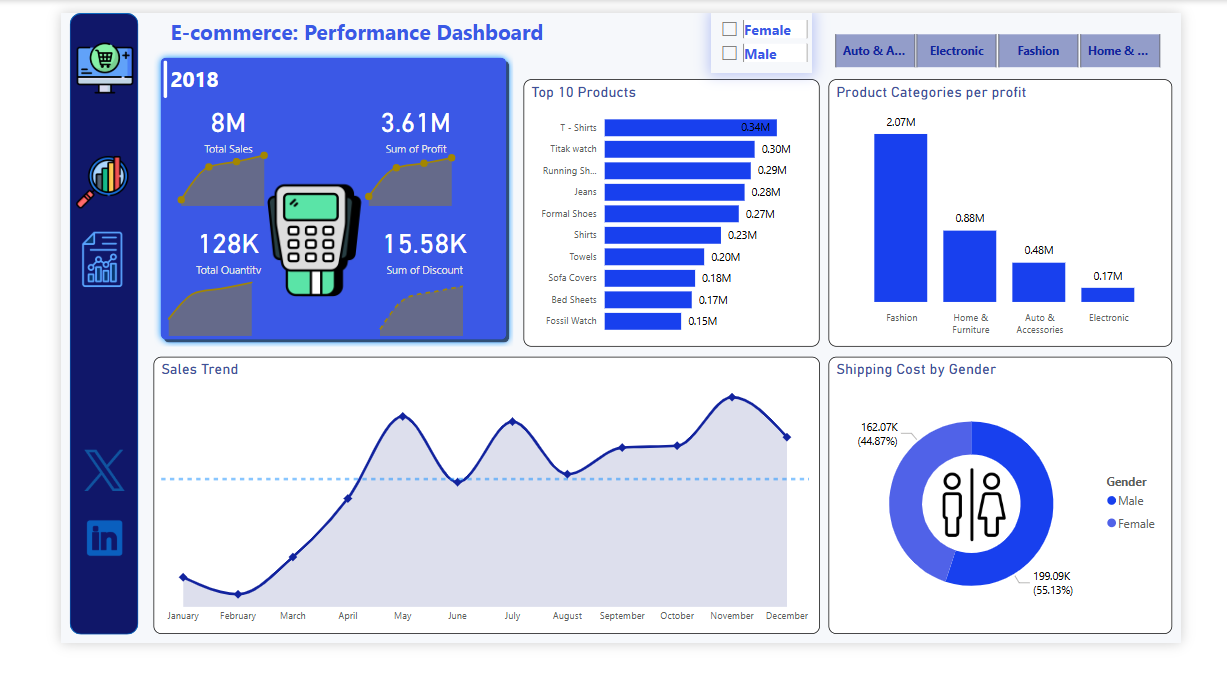 E-commerce: Performance Dashboard
Female
Male
Auto & A...
Electronic
Fashion
Home & ...
2018
8M
Total Sales
3.61M
Sum of Profit
128K
Total Quantity
15.58K
Sum of Discount
Top 10 Products
T - Shirts 0.34M
Titak watch 0.30M
Running Sh... 0.29M
Jeans 0.28M
Formal Shoes 0.27M
Shirts 0.23M
Towels 0.20M
Sofa Covers 0.18M
Bed Sheets 0.17M
Fossil Watch 0.15M
Product Categories per profit
2.07M
0.88M
0.48M
0.17M
Fashion
Home &
Furniture
Auto &
Accessories
Electronic
Sales Trend
January February March April May June July August September October November December
Shipping Cost by Gender
162.07K
(44.87%)
199.09K
(55.13%)
Gender
Male
Female
in